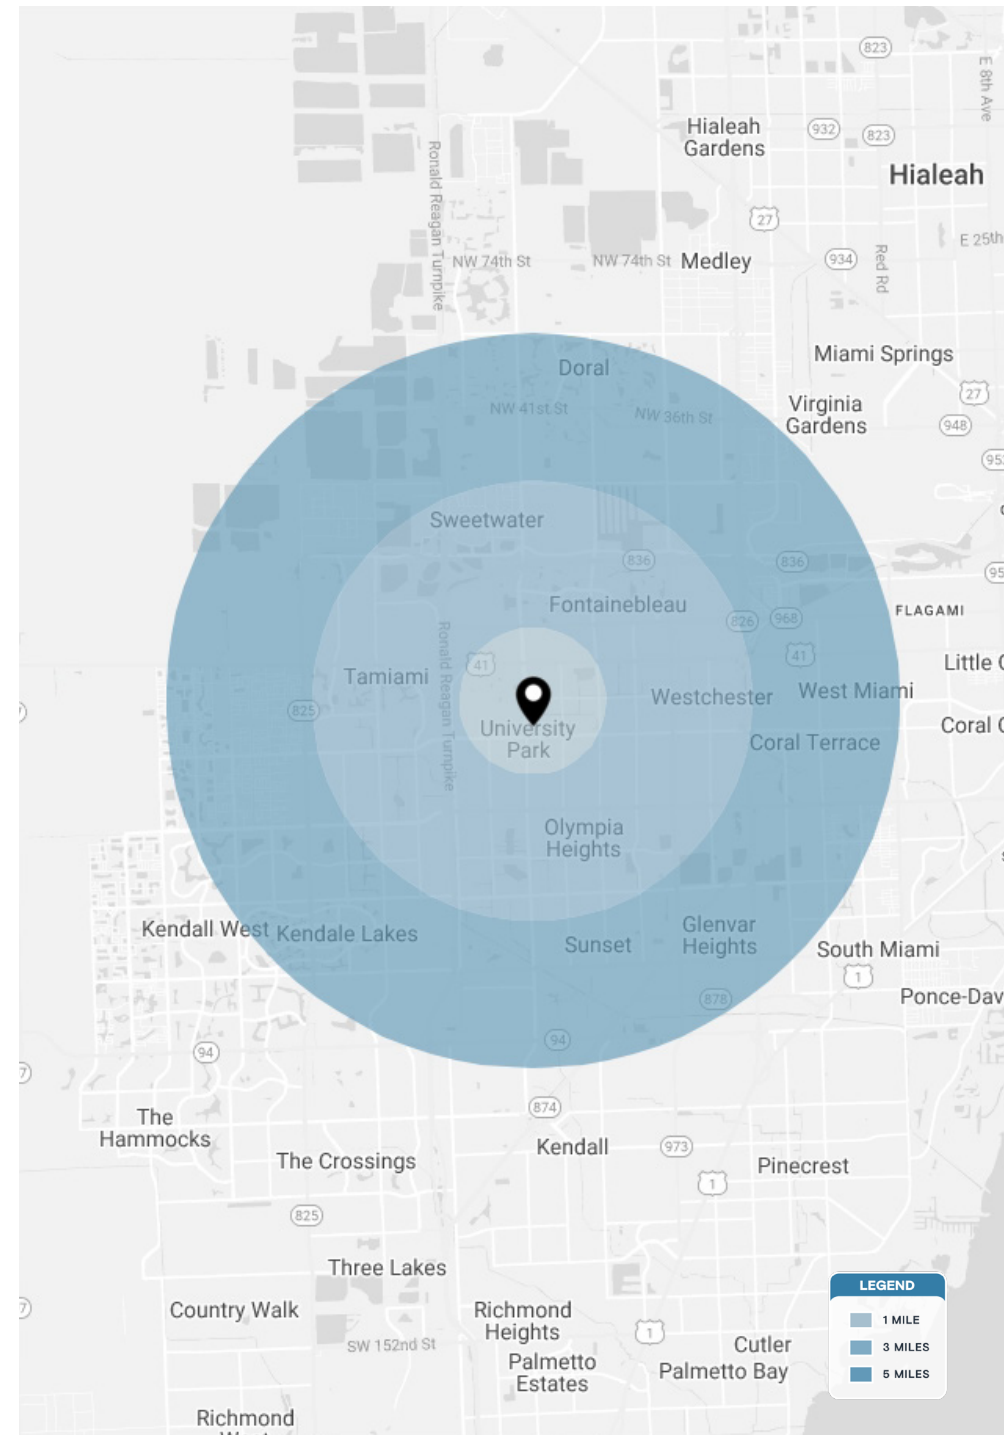 823
E 8th Ave
Hialeah
Gardens
932
823
Hialeah
27
E 25th
Ronald Reagan Turnpike
NW 74th St
NW 74th St
Medley
934
Red Rd
Miami Springs
Doral
27
Virginia
Gardens
NW 41st St
NW 36th St
948
Sweetwater
836
836
Fontainebleau
FLAGAMI
826
968
Ronald Reagan Turnpike
41
41
Little
Tamiami
Westchester
West Miami
825
Coral
University
Park
Coral Terrace
Olympia
Heights
Kendall West
Kendale Lakes
Sunset
Glenvar
Heights
South Miami
1
Ponce-Dav
878
94
94
874
The
Hammocks
Kendall
973
The Crossings
Pinecrest
1
825
Three Lakes
LEGEND
1 MILE
3 MILES
5 MILES
Country Walk
Richmond
Heights
1
SW 152nd St
Cutler
Palmetto
Estates
Palmetto Bay
Richmond